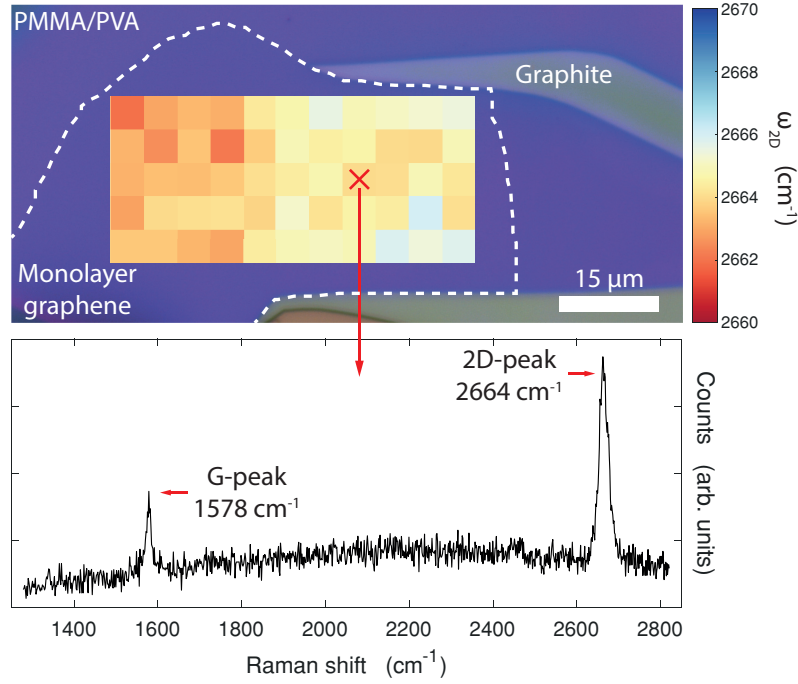 PMMA/PVA
Graphite
Monolayer
graphene
15 μm
2670
2668
2666
2664
2662
2660
ω2D (cm-1)
2D-peak
2664 cm-1
G-peak
1578 cm-1
Counts (arb. units)
1400 1600 1800 2000 2200 2400 2600 2800
Raman shift (cm-1)